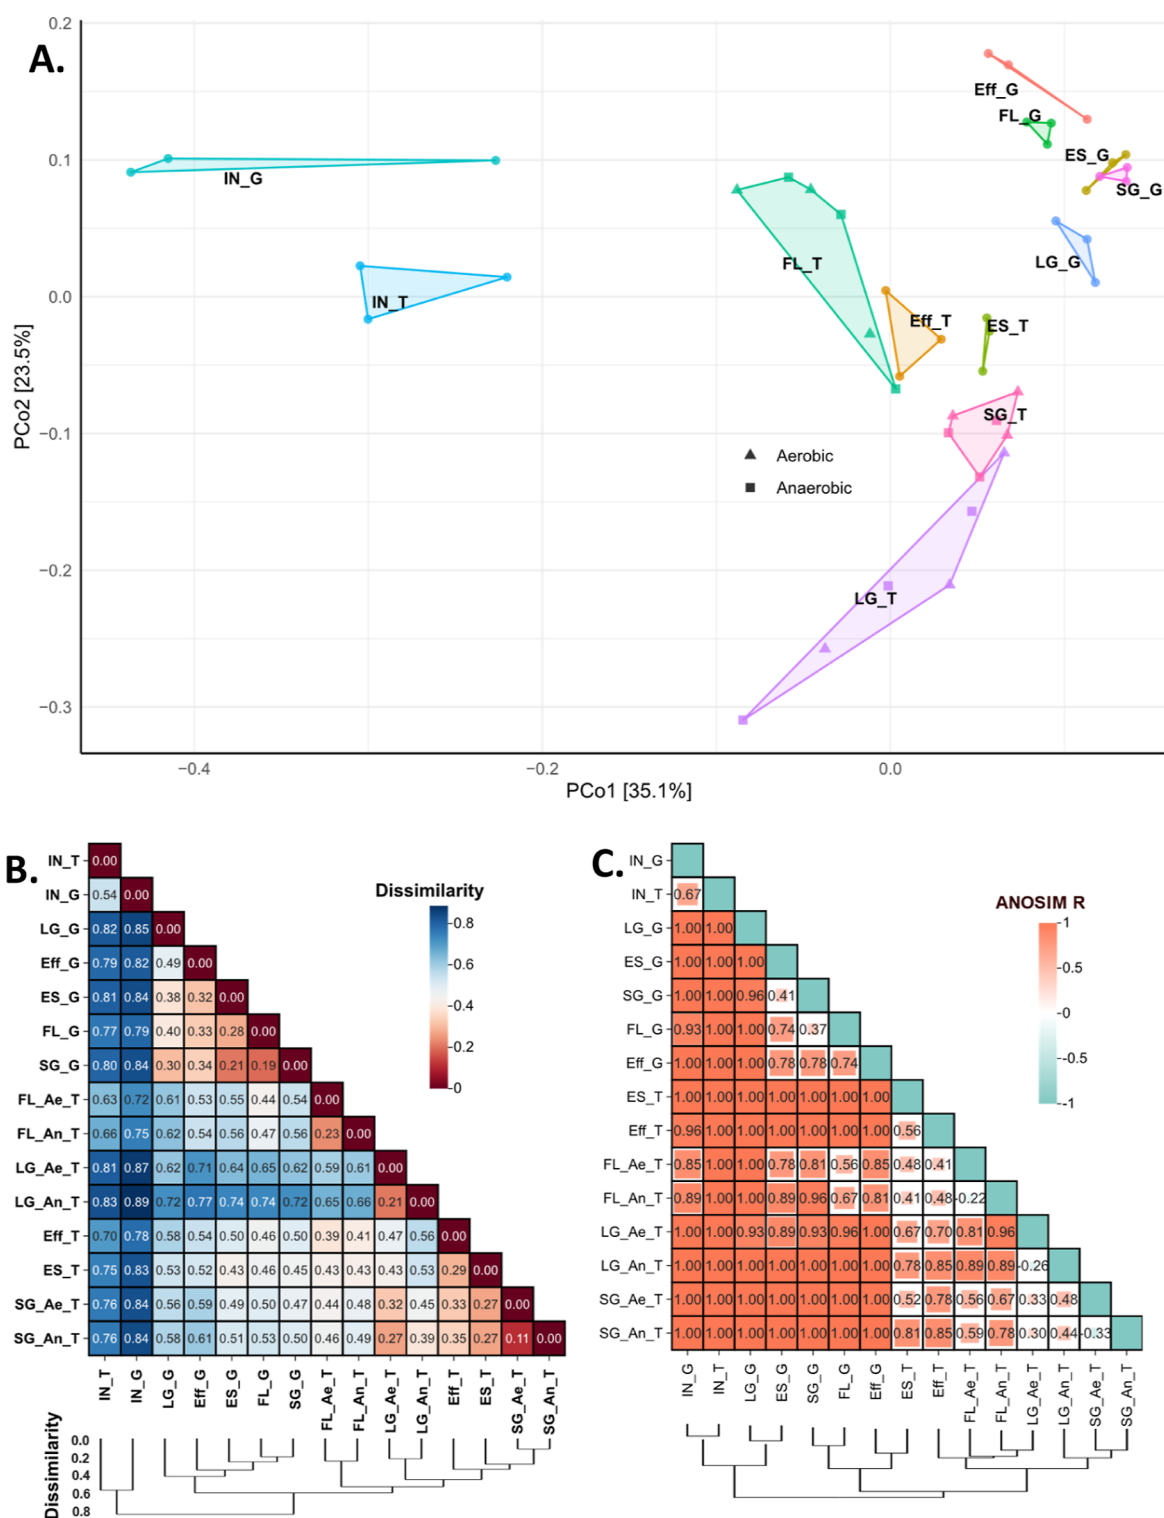 A.
0.2
0.1
0.0
−0.1
−0.2
−0.3
PCo2 [23.5%]
Eff_G
FL_G
ES_G
SG_G
IN_G
LG_G
FL_T
IN_T
Eff_T
ES_T
SG_T
Aerobic
Anaerobic
LG_T
−0.4 −0.2 0.0
PCo1 [35.1%]
B.
Dissimilarity
0.8
0.6
0.4
0.2
0
IN_T 0.00
IN_G 0.54 0.00
LG_G 0.82 0.85 0.00
Eff_G 0.79 0.82 0.49 0.00
ES_G 0.81 0.84 0.38 0.32 0.00
FL_G 0.77 0.79 0.40 0.33 0.28 0.00
SG_G 0.80 0.84 0.30 0.34 0.21 0.19 0.00
FL_Ae_T 0.63 0.72 0.61 0.53 0.55 0.44 0.54 0.00
FL_An_T 0.66 0.75 0.62 0.54 0.56 0.47 0.56 0.23 0.00
LG_Ae_T 0.81 0.87 0.62 0.71 0.64 0.65 0.62 0.59 0.61 0.00
LG_An_T 0.83 0.89 0.72 0.77 0.74 0.74 0.72 0.65 0.66 0.21 0.00
Eff_T 0.70 0.78 0.58 0.54 0.50 0.46 0.50 0.39 0.41 0.47 0.56 0.00
ES_T 0.75 0.83 0.53 0.52 0.43 0.46 0.45 0.43 0.43 0.43 0.53 0.29 0.00
SG_Ae_T 0.76 0.84 0.56 0.59 0.49 0.50 0.47 0.44 0.48 0.32 0.45 0.33 0.27 0.00
SG_An_T 0.76 0.84 0.58 0.61 0.51 0.53 0.50 0.46 0.49 0.27 0.39 0.35 0.27 0.11 0.00
IN_T IN_G LG_G Eff_G ES_G FL_G SG_G FL_Ae_T FL_An_T LG_Ae_T LG_An_T Eff_T ES_T SG_Ae_T SG_An_T
Dissimilarity
0.0
0.2
0.4
0.6
0.8
C.
ANOSIM R
1
0.5
0
-0.5
-1
IN_G
IN_T 0.67
LG_G 1.00 1.00
ES_G 1.00 1.00 1.00
SG_G 1.00 1.00 0.96 0.41
FL_G 0.93 1.00 1.00 0.74 0.37
Eff_G 1.00 1.00 1.00 0.78 0.78 0.74
ES_T 1.00 1.00 1.00 1.00 1.00 1.00 1.00
Eff_T 0.96 1.00 1.00 1.00 1.00 1.00 1.00 0.56
FL_Ae_T 0.85 1.00 1.00 0.78 0.81 0.56 0.85 0.48 0.41
FL_An_T 0.89 1.00 1.00 0.89 0.96 0.67 0.81 0.41 0.48 -0.22
LG_Ae_T 1.00 1.00 0.93 0.89 0.93 0.96 1.00 0.67 0.70 0.81 0.96
LG_An_T 1.00 1.00 1.00 1.00 1.00 1.00 1.00 0.78 0.85 0.89 0.89 -0.26
SG_Ae_T 1.00 1.00 1.00 1.00 1.00 1.00 1.00 0.52 0.78 0.56 0.67 0.33 0.48
SG_An_T 1.00 1.00 1.00 1.00 1.00 1.00 1.00 0.81 0.85 0.59 0.78 0.30 0.44 -0.33
IN_G IN_T LG_G ES_G SG_G FL_G Eff_G ES_T Eff_T FL_Ae_T FL_An_T LG_Ae_T LG_An_T SG_Ae_T SG_An_T